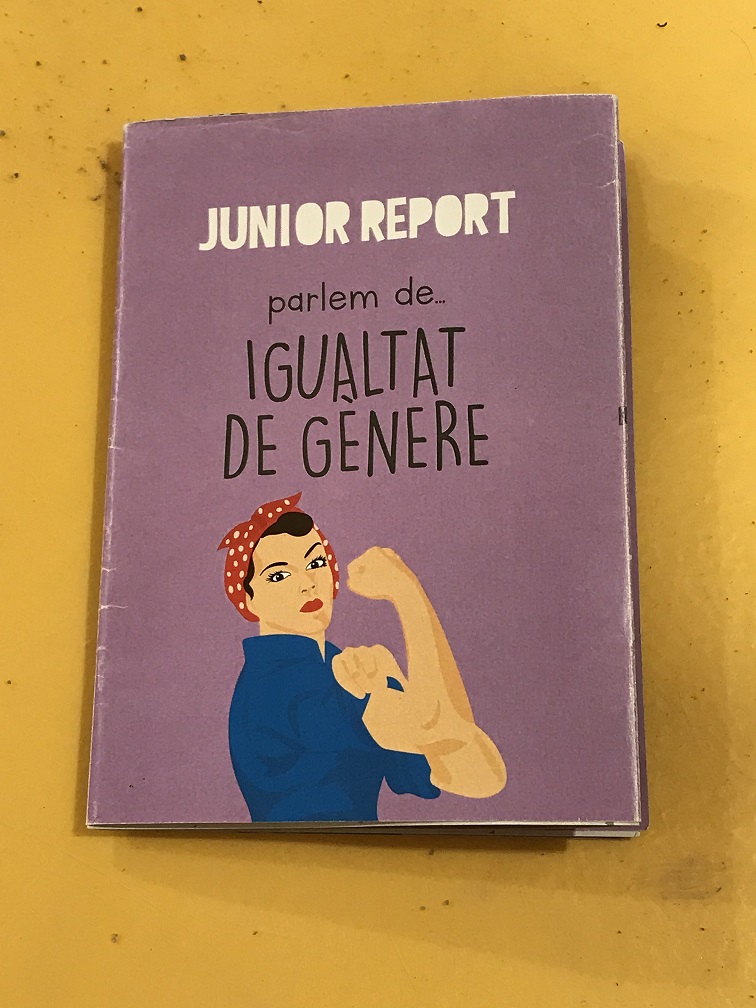 JUNIOR REPORT
parlem de...
IGUALTAT
DE GÈNERE